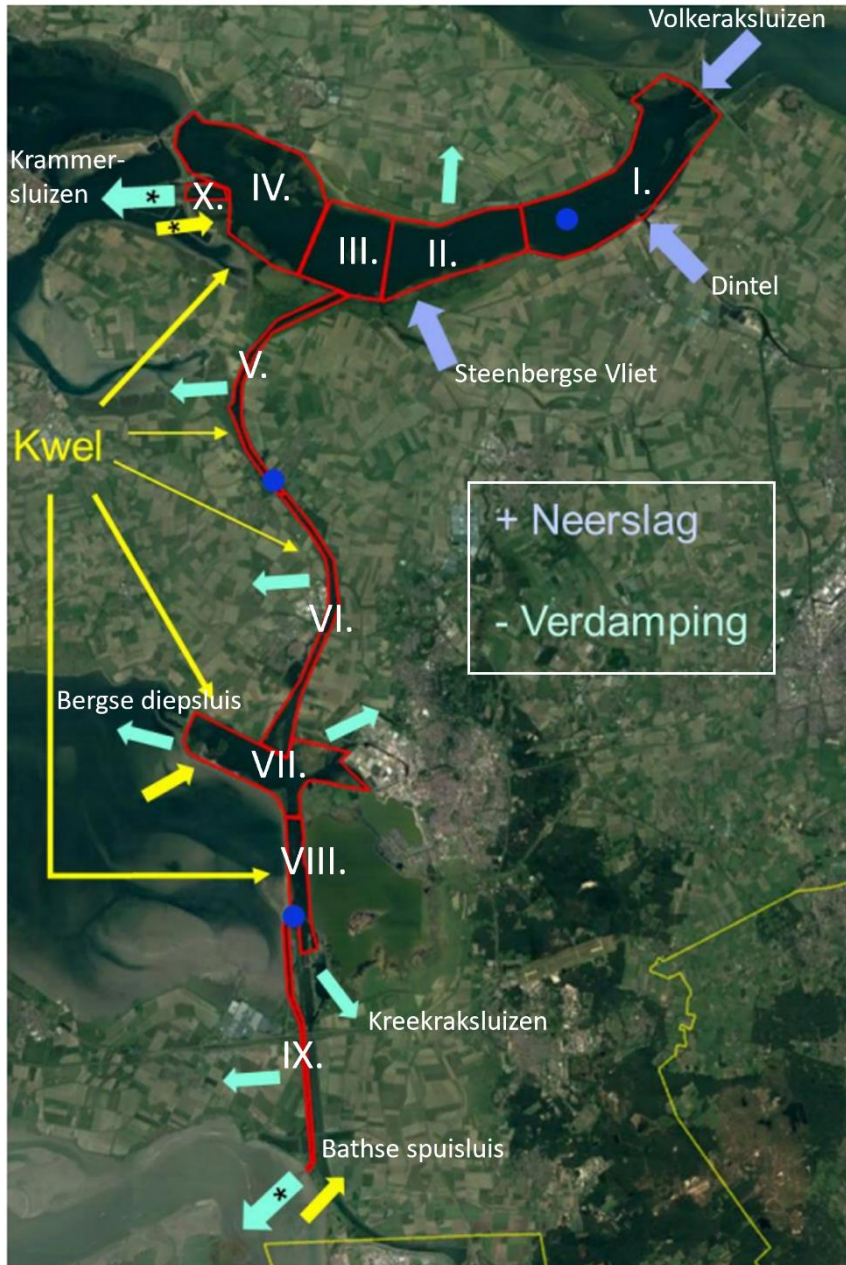 Volkeraksluizen
Krammer-
sluizen
*
X.
*
IV.
III.
II.
I.
Dintel
Steenbergse Vliet
V.
Kwel
+ Neerslag
- Verdamping
VI.
Bergse diepsluis
VII.
VIII.
Kreekraksluizen
IX.
Bathse spuisluis
*